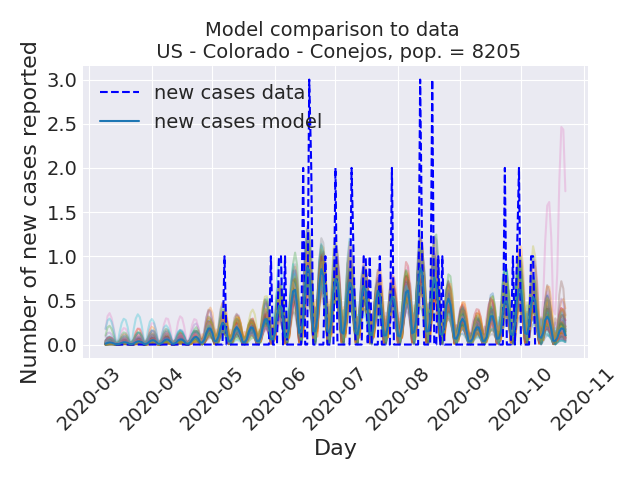 Model comparison to data
US - Colorado - Conejos, pop. = 8205
Number of new cases reported
3.0
2.5
2.0
1.5
1.0
0.5
0.0
new cases data
new cases model
2020-03
2020-04
2020-05
2020-06
2020-07
2020-08
2020-09
2020-10
2020-11
Day